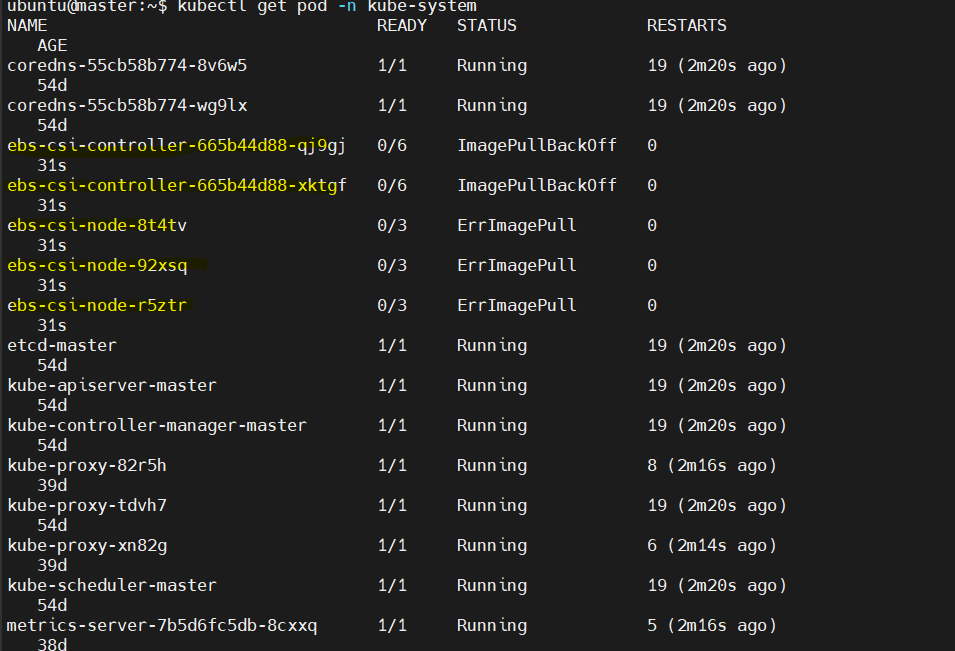 ubuntu@master:~$ kubectl get pod -n kube-system
NAME READY STATUS RESTARTS
AGE
coredns-55cb58b774-8v6w5 1/1 Running 19 (2m20s ago)
54d
coredns-55cb58b774-wg9lx 1/1 Running 19 (2m20s ago)
54d
ebs-csi-controller-665b44d88-qj9gj 0/6 ImagePullBackOff 0
31s
ebs-csi-controller-665b44d88-xktgf 0/6 ImagePullBackOff 0
31s
ebs-csi-node-8t4tv 0/3 ErrImagePull 0
31s
ebs-csi-node-92xsq 0/3 ErrImagePull 0
31s
ebs-csi-node-r5ztr 0/3 ErrImagePull 0
31s
etcd-master 1/1 Running 19 (2m20s ago)
54d
kube-apiserver-master 1/1 Running 19 (2m20s ago)
54d
kube-controller-manager-master 1/1 Running 19 (2m20s ago)
54d
kube-proxy-82r5h 1/1 Running 8 (2m16s ago)
39d
kube-proxy-tdvh7 1/1 Running 19 (2m20s ago)
54d
kube-proxy-xn82g 1/1 Running 6 (2m14s ago)
39d
kube-scheduler-master 1/1 Running 19 (2m20s ago)
54d
metrics-server-7b5d6fc5db-8cxxq 1/1 Running 5 (2m16s ago)
38d